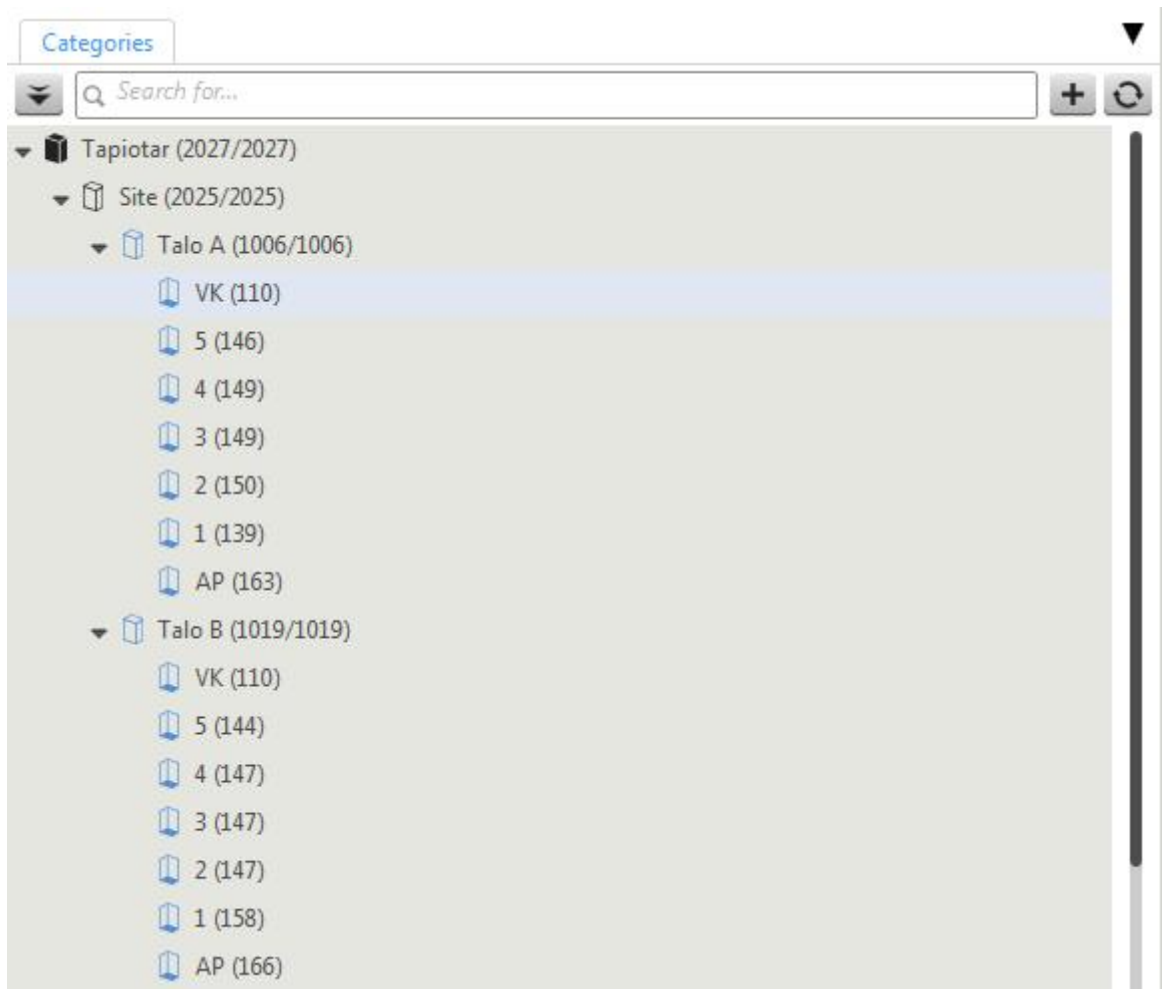 Categories
Search for...
Tapiotar (2027/2027)
Site (2025/2025)
Talo A (1006/1006)
VK (110)
5 (146)
4 (149)
3 (149)
2 (150)
1 (139)
AP (163)
Talo B (1019/1019)
VK (110)
5 (144)
4 (147)
3 (147)
2 (147)
1 (158)
AP (166)